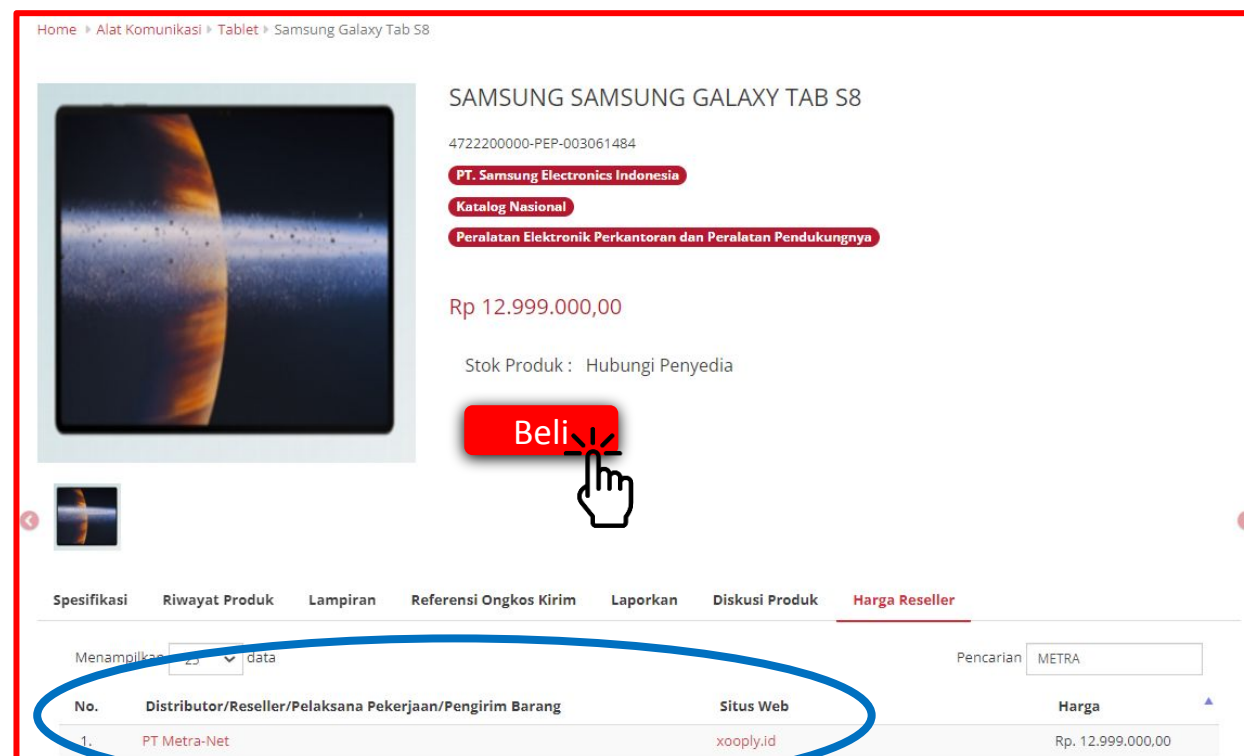 Home Alat Komunikasi Tablet Samsung Galaxy Tab S8
SAMSUNG SAMSUNG GALAXY TAB S8
4722200000-PEP-003061484
PT. Samsung Electronics Indonesia
Katalog Nasional
Peralatan Elektronik Perkantoran dan Peralatan Pendukungnya
Rp 12.999.000,00
Stok Produk : Hubungi Penyedia
Beli
Spesifikasi Riwayat Produk Lampiran Referensi Ongkos Kirim Laporkan Diskusi Produk Harga Reseller
Menampilkan 25 data Pencarian METRA
No. Distributor/Reseller/Pelaksana Pekerjaan/Pengirim Barang Situs Web Harga
1. PT Metra-Net xooply.id Rp. 12.999.000,00